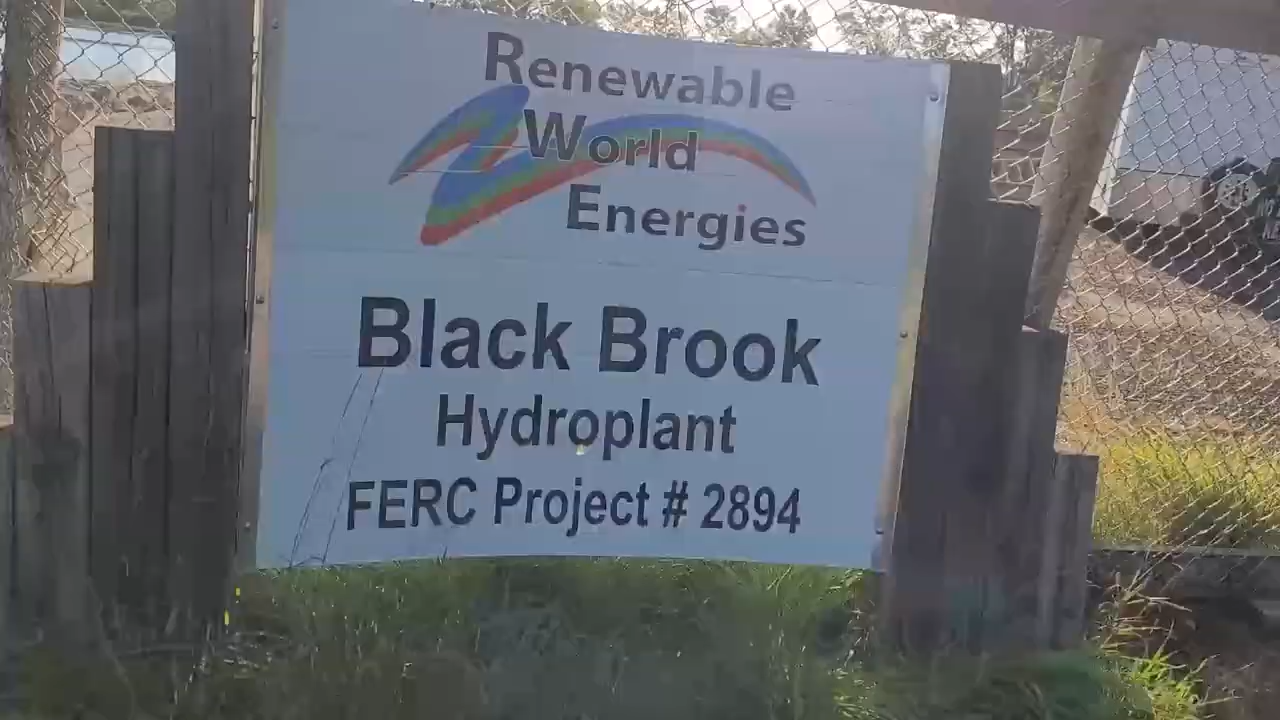 Renewable
World
Energies
Black Brook
Hydroplant
FERC Project # 2894